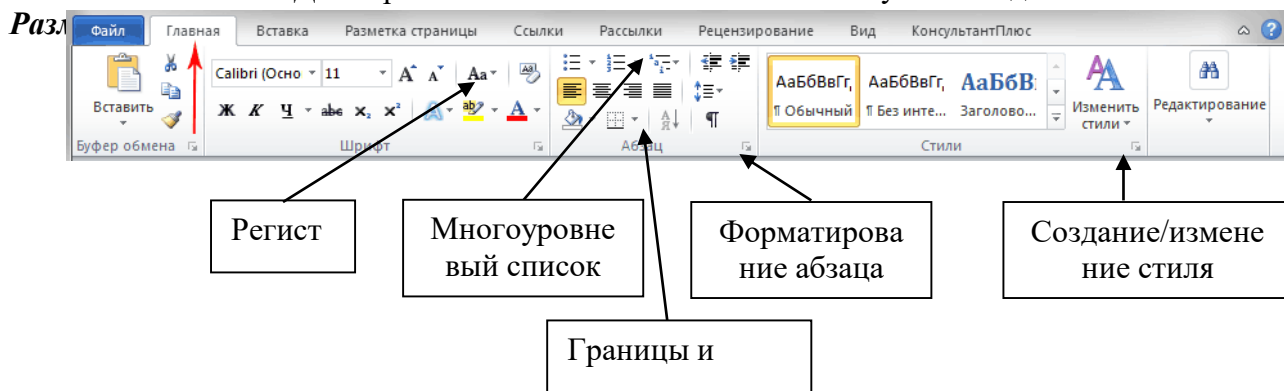 Разм
Файл Главная Вставка Разметка страницы Ссылки Рассылки Рецензирование Вид КонсультантПлюс
Calibri (Осно 11 Aa
Вставить Ж К Ч abc x₂ x² A ab A
АаБбВвГг, АаБбВвГг, АаБбВ
¶ Обычный ¶ Без инте... Заголово...
Изменить стили Редактирование
Буфер обмена Шрифт Абзац Стили
Регист
Многоуровне
вый список
Форматирова
ние абзаца
Создание/измене
ние стиля
Границы и